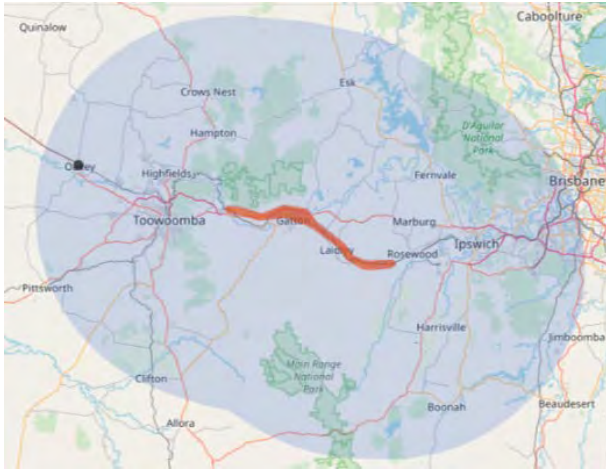 Caboolture
Quinalow
Esk
Crows Nest
D'Aguilar
National
Park
Hampton
Highfields
Fernvale
Brisbane
Toowoomba
Gatton
Marburg
Ipswich
Laidley
Rosewood
Pittsworth
Harrisville
Jimboomba
Main Range
National
Park
Clifton
Boonah
Beaudesert
Allora